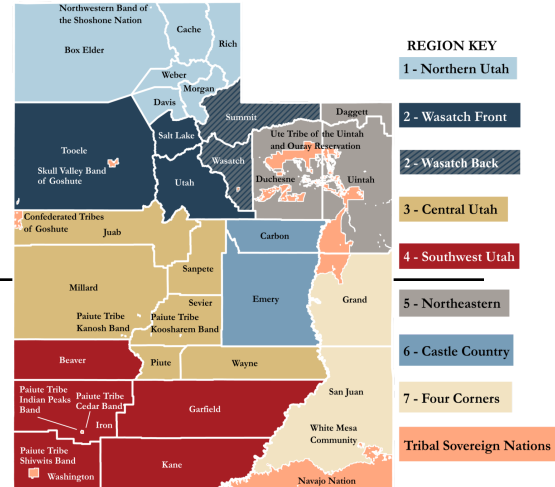 Northwestern Band of
the Shoshone Nation
Cache
Rich
Box Elder
Weber
Morgan
Davis
Summit
Daggett
Salt Lake
Ute Tribe of the Uintah
and Ouray Reservation
Tooele
Wasatch
Skull Valley Band
of Goshute
Duchesne
Uintah
Utah
Confederated Tribes
of Goshute
Juab
Carbon
Sanpete
Millard
Emery
Grand
Sevier
Paiute Tribe
Kanosh Band
Paiute Tribe
Koosharem Band
Beaver
Piute
Wayne
San Juan
Paiute Tribe
Indian Peaks
Band
Paiute Tribe
Cedar Band
Iron
Garfield
White Mesa
Community
Paiute Tribe
Shivwits Band
Washington
Kane
Navajo Nation
REGION KEY
1 - Northern Utah
2 - Wasatch Front
2 - Wasatch Back
3 - Central Utah
4 - Southwest Utah
5 - Northeastern
6 - Castle Country
7 - Four Corners
Tribal Sovereign Nations